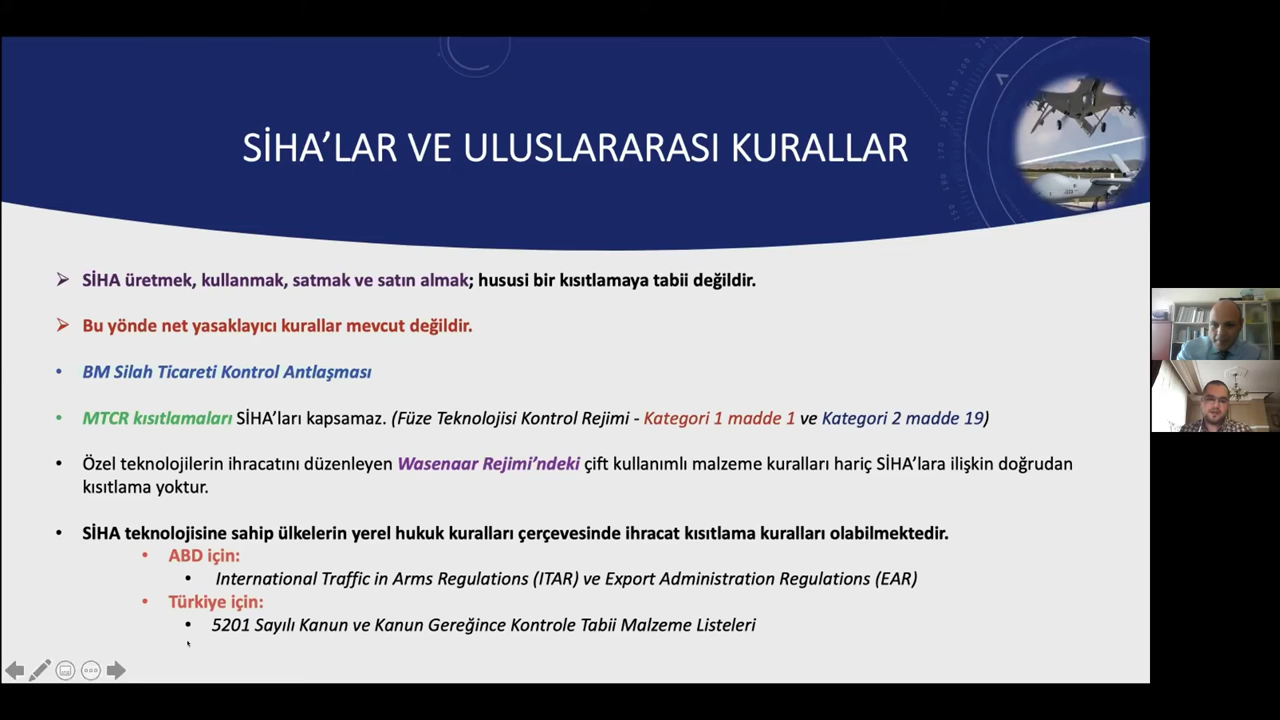 SİHA'LAR VE ULUSLARARASI KURALLAR
SİHA üretmek, kullanmak, satmak ve satın almak; hususi bir kısıtlamaya tabii değildir.
Bu yönde net yasaklayıcı kurallar mevcut değildir.
BM Silah Ticareti Kontrol Antlaşması
MTCR kısıtlamaları SİHA'ları kapsamaz. (Füze Teknolojisi Kontrol Rejimi - Kategori 1 madde 1 ve Kategori 2 madde 19)
Özel teknolojilerin ihracatını düzenleyen Wasenaar Rejimi'ndeki çift kullanımlı malzeme kuralları hariç SİHA'lara ilişkin doğrudan
kısıtlama yoktur.
SİHA teknolojisine sahip ülkelerin yerel hukuk kuralları çerçevesinde ihracat kısıtlama kuralları olabilmektedir.
ABD için:
International Traffic in Arms Regulations (ITAR) ve Export Administration Regulations (EAR)
Türkiye için:
5201 Sayılı Kanun ve Kanun Gereğince Kontrole Tabii Malzeme Listeleri